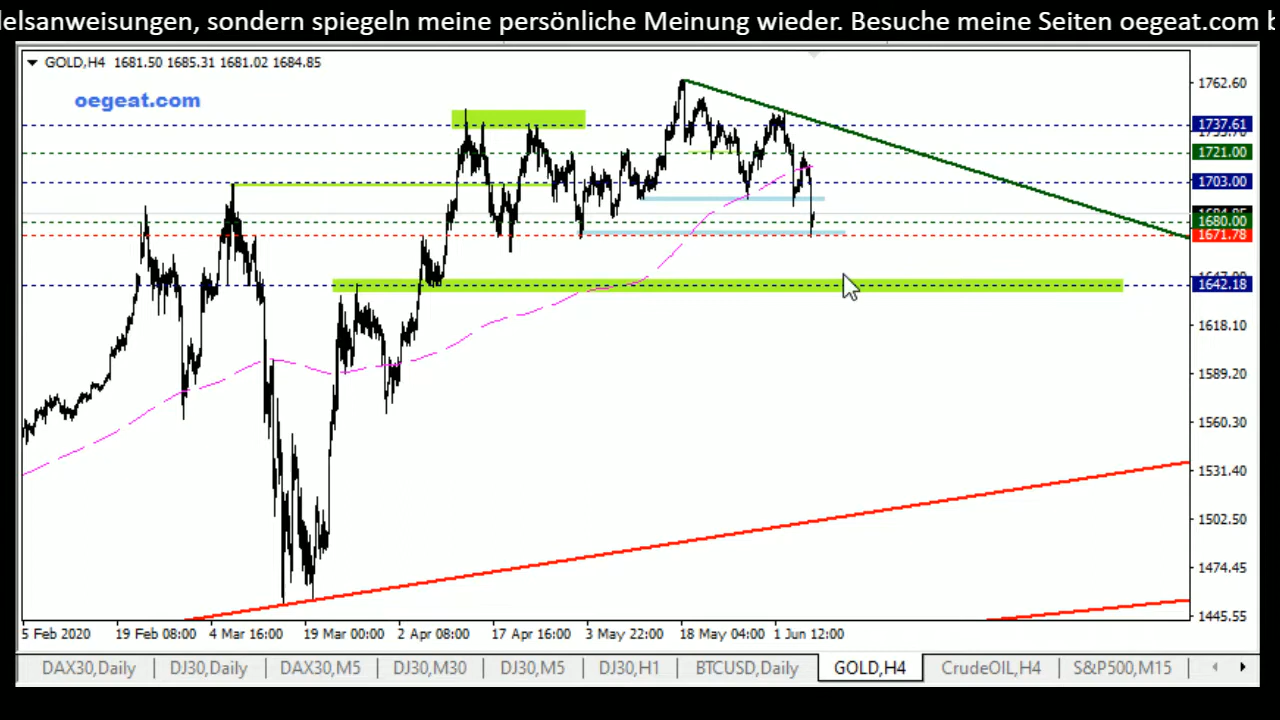 delsanweisungen, sondern spiegeln meine persönliche Meinung wieder. Besuche meine Seiten oegeat.com b
GOLD,H4 1681.50 1685.31 1681.02 1684.85
oegeat.com
1762.60
1737.61
1721.00
1703.00
1680.00
1671.78
1642.18
1618.10
1589.20
1560.30
1531.40
1502.50
1474.45
1445.55
5 Feb 2020 19 Feb 08:00 4 Mar 16:00 19 Mar 00:00 2 Apr 08:00 17 Apr 16:00 3 May 22:00 18 May 04:00 1 Jun 12:00
DAX30,Daily DJ30,Daily DAX30,M5 DJ30,M30 DJ30,M5 DJ30,H1 BTCUSD,Daily GOLD,H4 CrudeOIL,H4 S&P500,M15